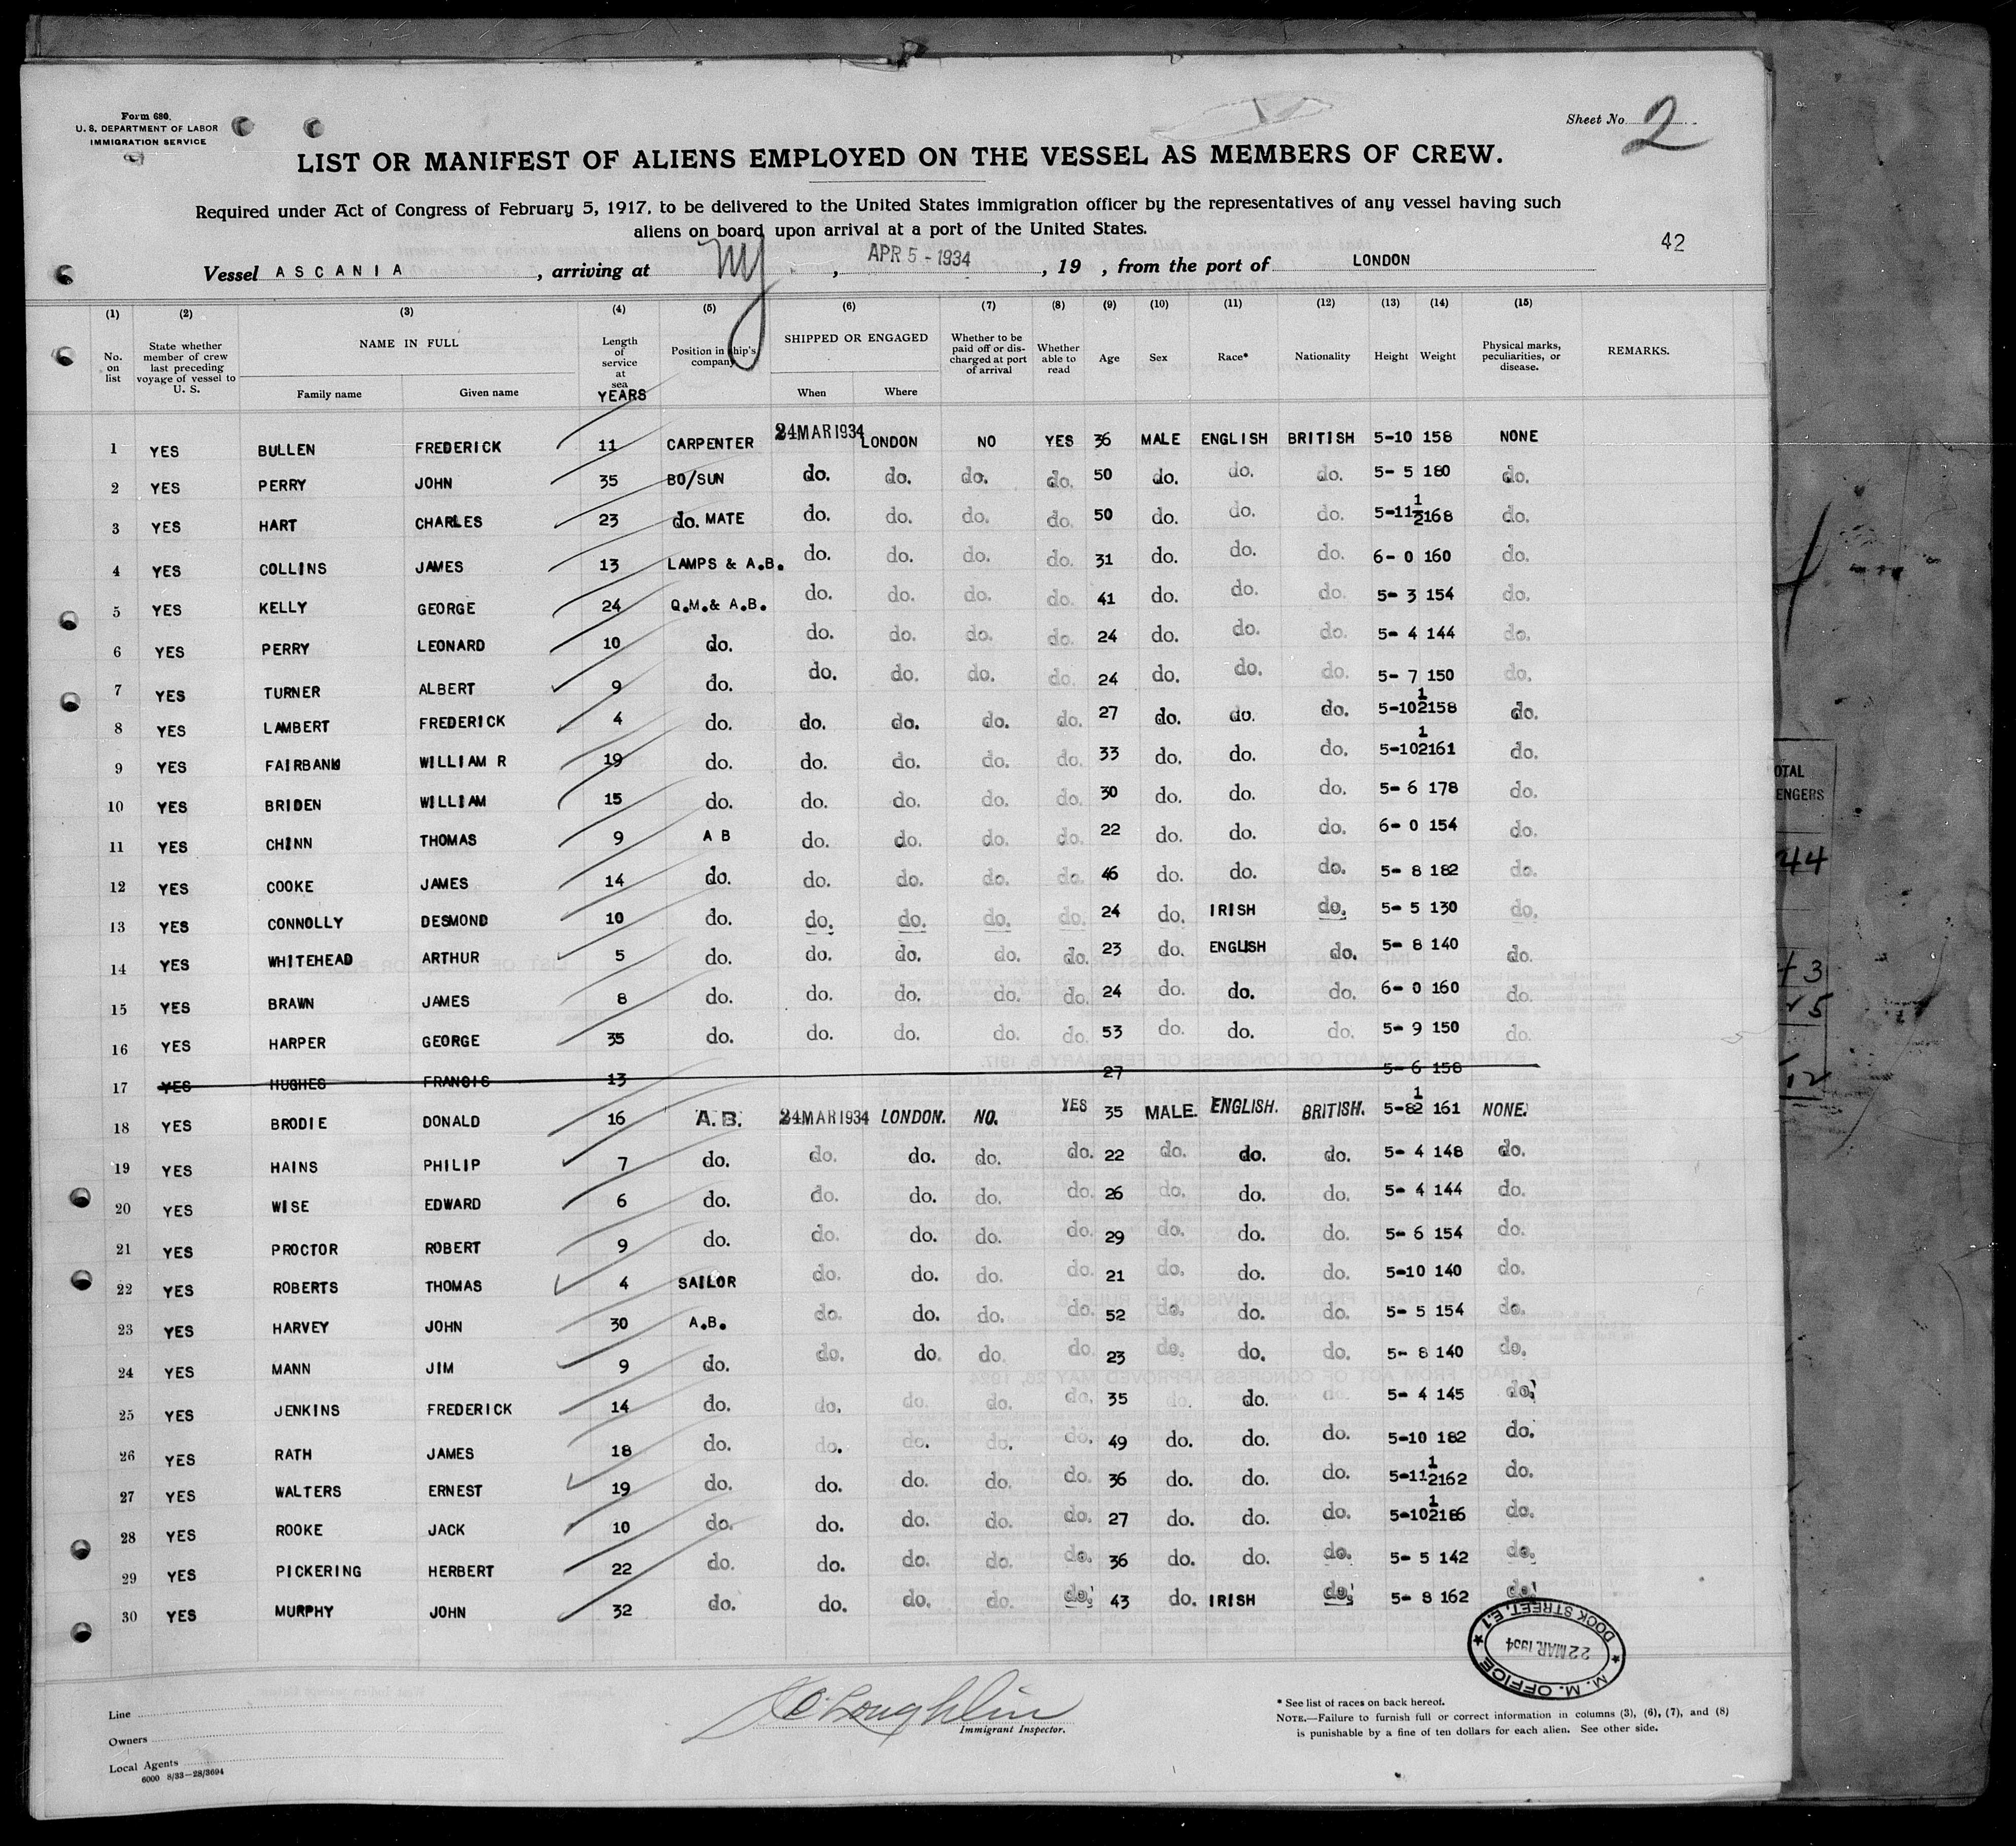 Form 680.
U. S. DEPARTMENT OF LABOR
IMMIGRATION SERVICE
Sheet No 2
LIST OR MANIFEST OF ALIENS EMPLOYED ON THE VESSEL AS MEMBERS OF CREW.
Required under Act of Congress of February 5, 1917, to be delivered to the United States immigration officer by the representatives of any vessel having such
aliens on board upon arrival at a port of the United States.
42
Vessel ASCANIA, arriving at NY, APR 5 - 1934, 19 , from the port of LONDON
(1) (2) (3) (4) (5) (6) (7) (8) (9) (10) (11) (12) (13) (14) (15)
No. on list State whether member of crew last preceding voyage of vessel to U. S. NAME IN FULL Family name Given name Length of service at sea YEARS Position in ship's company SHIPPED OR ENGAGED When Where Whether to be paid off or discharged at port of arrival Whether able to read Age Sex Race* Nationality Height Weight Physical marks, peculiarities, or disease. REMARKS.
1 YES BULLEN FREDERICK 11 CARPENTER 24 MAR 1934 LONDON NO YES 36 MALE ENGLISH BRITISH 5-10 158 NONE
2 YES PERRY JOHN 35 BO/SUN do. do. do. do. 50 do. do. do. 5- 5 180 do.
3 YES HART CHARLES 23 do. MATE do. do. do. do. 50 do. do. do. 5-11 1/2 168 do.
4 YES COLLINS JAMES 13 LAMPS & A.B. do. do. do. do. 31 do. do. do. 6- 0 160 do.
5 YES KELLY GEORGE 24 Q.M.& A.B. do. do. do. do. 41 do. do. do. 5- 3 154 do.
6 YES PERRY LEONARD 10 do. do. do. do. do. 24 do. do. do. 5- 4 144 do.
7 YES TURNER ALBERT 9 do. do. do. do. do. 24 do. do. do. 5- 7 150 do.
8 YES LAMBERT FREDERICK 4 do. do. do. do. do. 27 do. do. do. 5-10 1/2 158 do.
9 YES FAIRBANK WILLIAM R 19 do. do. do. do. do. 33 do. do. do. 5-10 1/2 161 do.
10 YES BRIDEN WILLIAM 15 do. do. do. do. do. 30 do. do. do. 5- 6 178 do.
11 YES CHINN THOMAS 9 A B do. do. do. do. 22 do. do. do. 6- 0 154 do.
12 YES COOKE JAMES 14 do. do. do. do. do. 46 do. do. do. 5- 8 182 do.
13 YES CONNOLLY DESMOND 10 do. do. do. do. do. 24 do. IRISH do. 5- 5 130 do.
14 YES WHITEHEAD ARTHUR 5 do. do. do. do. do. 23 do. ENGLISH do. 5- 8 140 do.
15 YES BRAWN JAMES 8 do. do. do. do. do. 24 do. do. do. 6- 0 160 do.
16 YES HARPER GEORGE 35 do. do. do. do. do. 53 do. do. do. 5- 9 150 do.
17 YES HUGHES FRANCIS 13 27 5- 6 158
18 YES BRODIE DONALD 16 A.B. 24 MAR 1934 LONDON. NO. YES 35 MALE. ENGLISH. BRITISH. 5-8 1/2 161 NONE.
19 YES HAINS PHILIP 7 do. do. do. do. do. 22 do. do. do. 5- 4 148 do.
20 YES WISE EDWARD 6 do. do. do. do. do. 26 do. do. do. 5- 4 144 do.
21 YES PROCTOR ROBERT 9 do. do. do. do. do. 29 do. do. do. 5- 6 154 do.
22 YES ROBERTS THOMAS 4 SAILOR do. do. do. do. 21 do. do. do. 5-10 140 do.
23 YES HARVEY JOHN 30 A.B. do. do. do. do. 52 do. do. do. 5- 5 154 do.
24 YES MANN JIM 9 do. do. do. do. do. 23 do. do. do. 5- 8 140 do.
25 YES JENKINS FREDERICK 14 do. do. do. do. do. 35 do. do. do. 5- 4 145 do.
26 YES RATH JAMES 18 do. do. do. do. do. 49 do. do. do. 5-10 182 do.
27 YES WALTERS ERNEST 19 do. do. do. do. do. 36 do. do. do. 5-11 1/2 162 do.
28 YES ROOKE JACK 10 do. do. do. do. do. 27 do. do. do. 5-10 1/2 186 do.
29 YES PICKERING HERBERT 22 do. do. do. do. do. 36 do. do. do. 5- 5 142 do.
30 YES MURPHY JOHN 32 do. do. do. do. do. 43 do. IRISH do. 5- 8 162 do.
M. M. OFFICE
22 MAR 1934
DOCK STREET, E.1
Line
Owners
Local Agents
6000 8/33—28/3694
O'Loughlin
Immigrant Inspector.
* See list of races on back hereof.
NOTE.—Failure to furnish full or correct information in columns (3), (6), (7), and (8)
is punishable by a fine of ten dollars for each alien. See other side.
OTAL
ENGERS
44